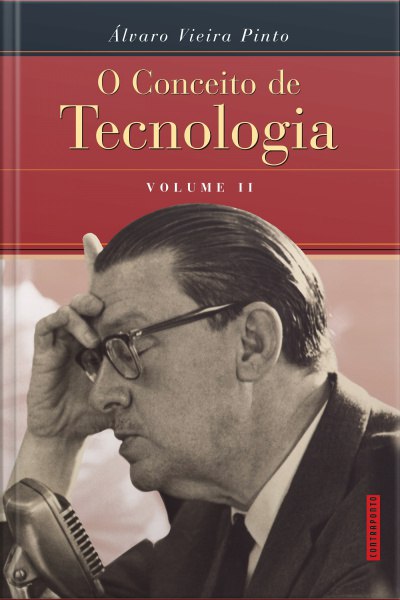 Álvaro Vieira Pinto
O Conceito de
Tecnologia
VOLUME II
CONTRAPONTO